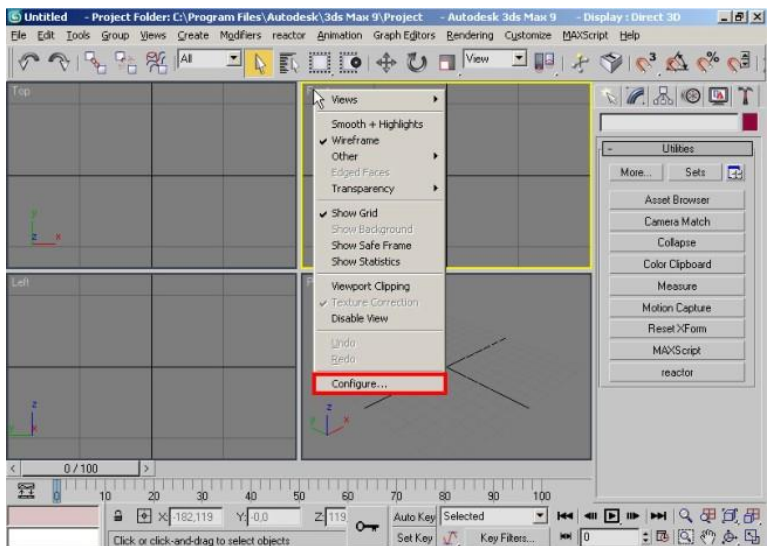 Untitled - Project Folder: C:\Program Files\Autodesk\3ds Max 9\Project - Autodesk 3ds Max 9 - Display : Direct 3D
File Edit Tools Group Views Create Modifiers reactor Animation Graph Editors Rendering Customize MAXScript Help
All
View
Top
Views
Smooth + Highlights
Wireframe
Other
Edged Faces
Transparency
Show Grid
Show Background
Show Safe Frame
Show Statistics
Viewport Clipping
Texture Correction
Disable View
Undo
Redo
Configure...
y
z x
Left
z
y x
z
Utilities
More... Sets
Asset Browser
Camera Match
Collapse
Color Clipboard
Measure
Motion Capture
Reset XForm
MAXScript
reactor
0 / 100
0 10 20 30 40 50 60 70 80 90 100
X: -182,119 Y: -0,0 Z: 119
Auto Key Selected
Click or click-and-drag to select objects
Set Key Key Filters... 0